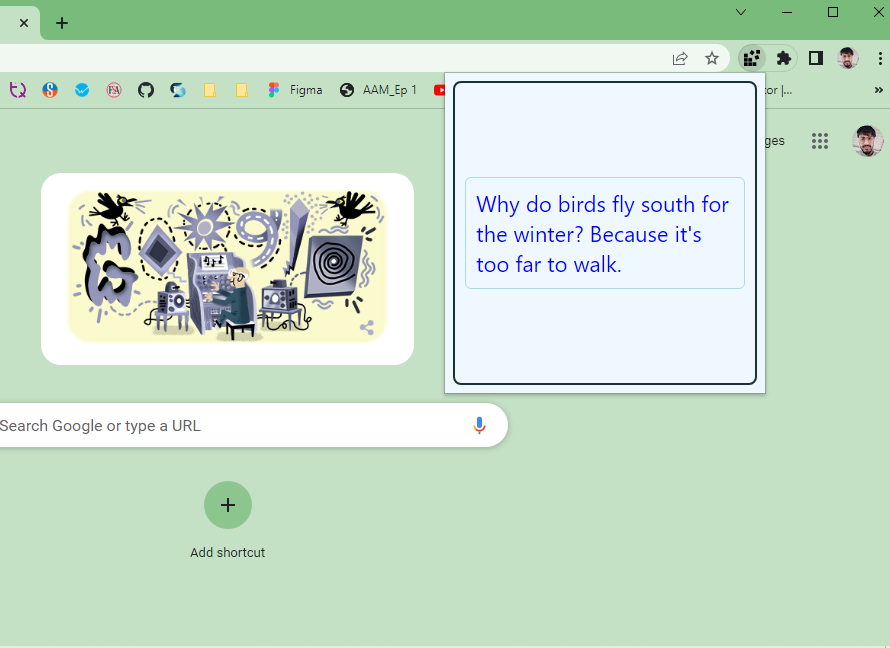 Figma
AAM_Ep 1
tor |...
»
ges
Why do birds fly south for
the winter? Because it's
too far to walk.
Search Google or type a URL
Add shortcut